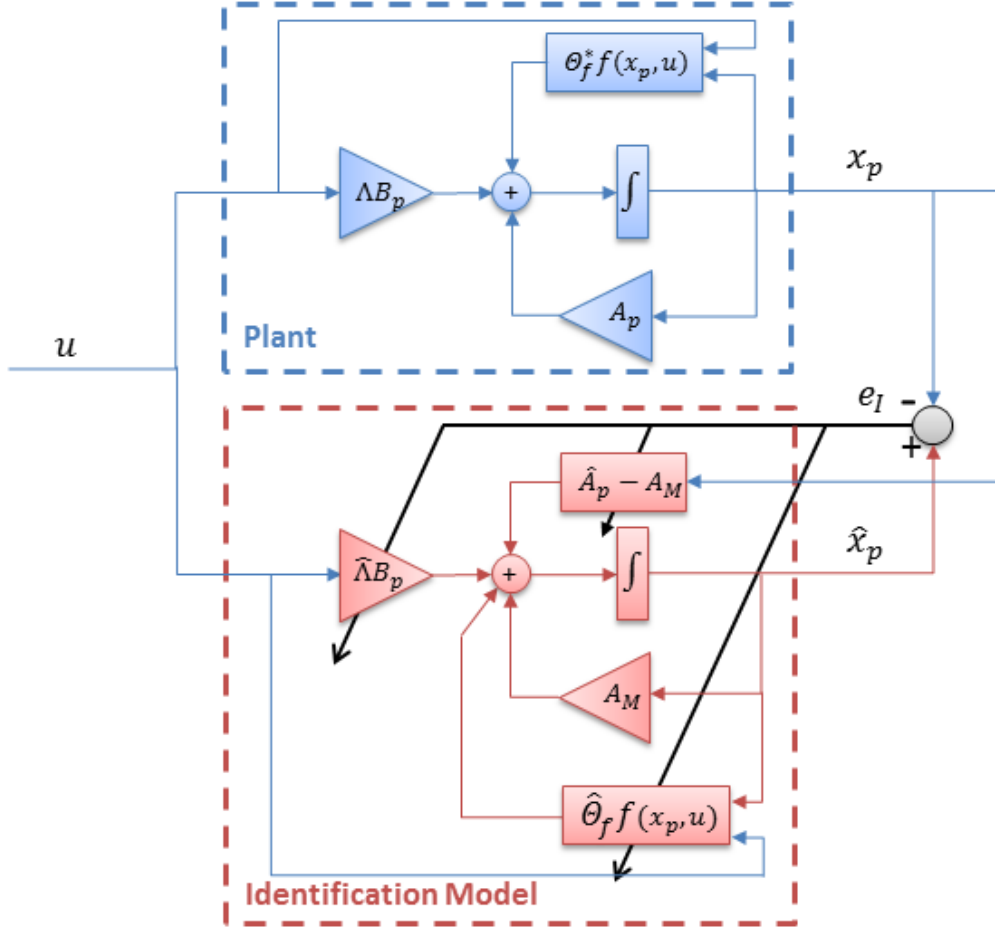 Θ*_f f(x_p, u)
x_p
ΛB_p
+
∫
A_p
Plant
u
e_I
-
+
Â_p − A_M
x̂_p
Λ̂B_p
+
∫
A_M
Θ̂_f f(x_p, u)
Identification Model